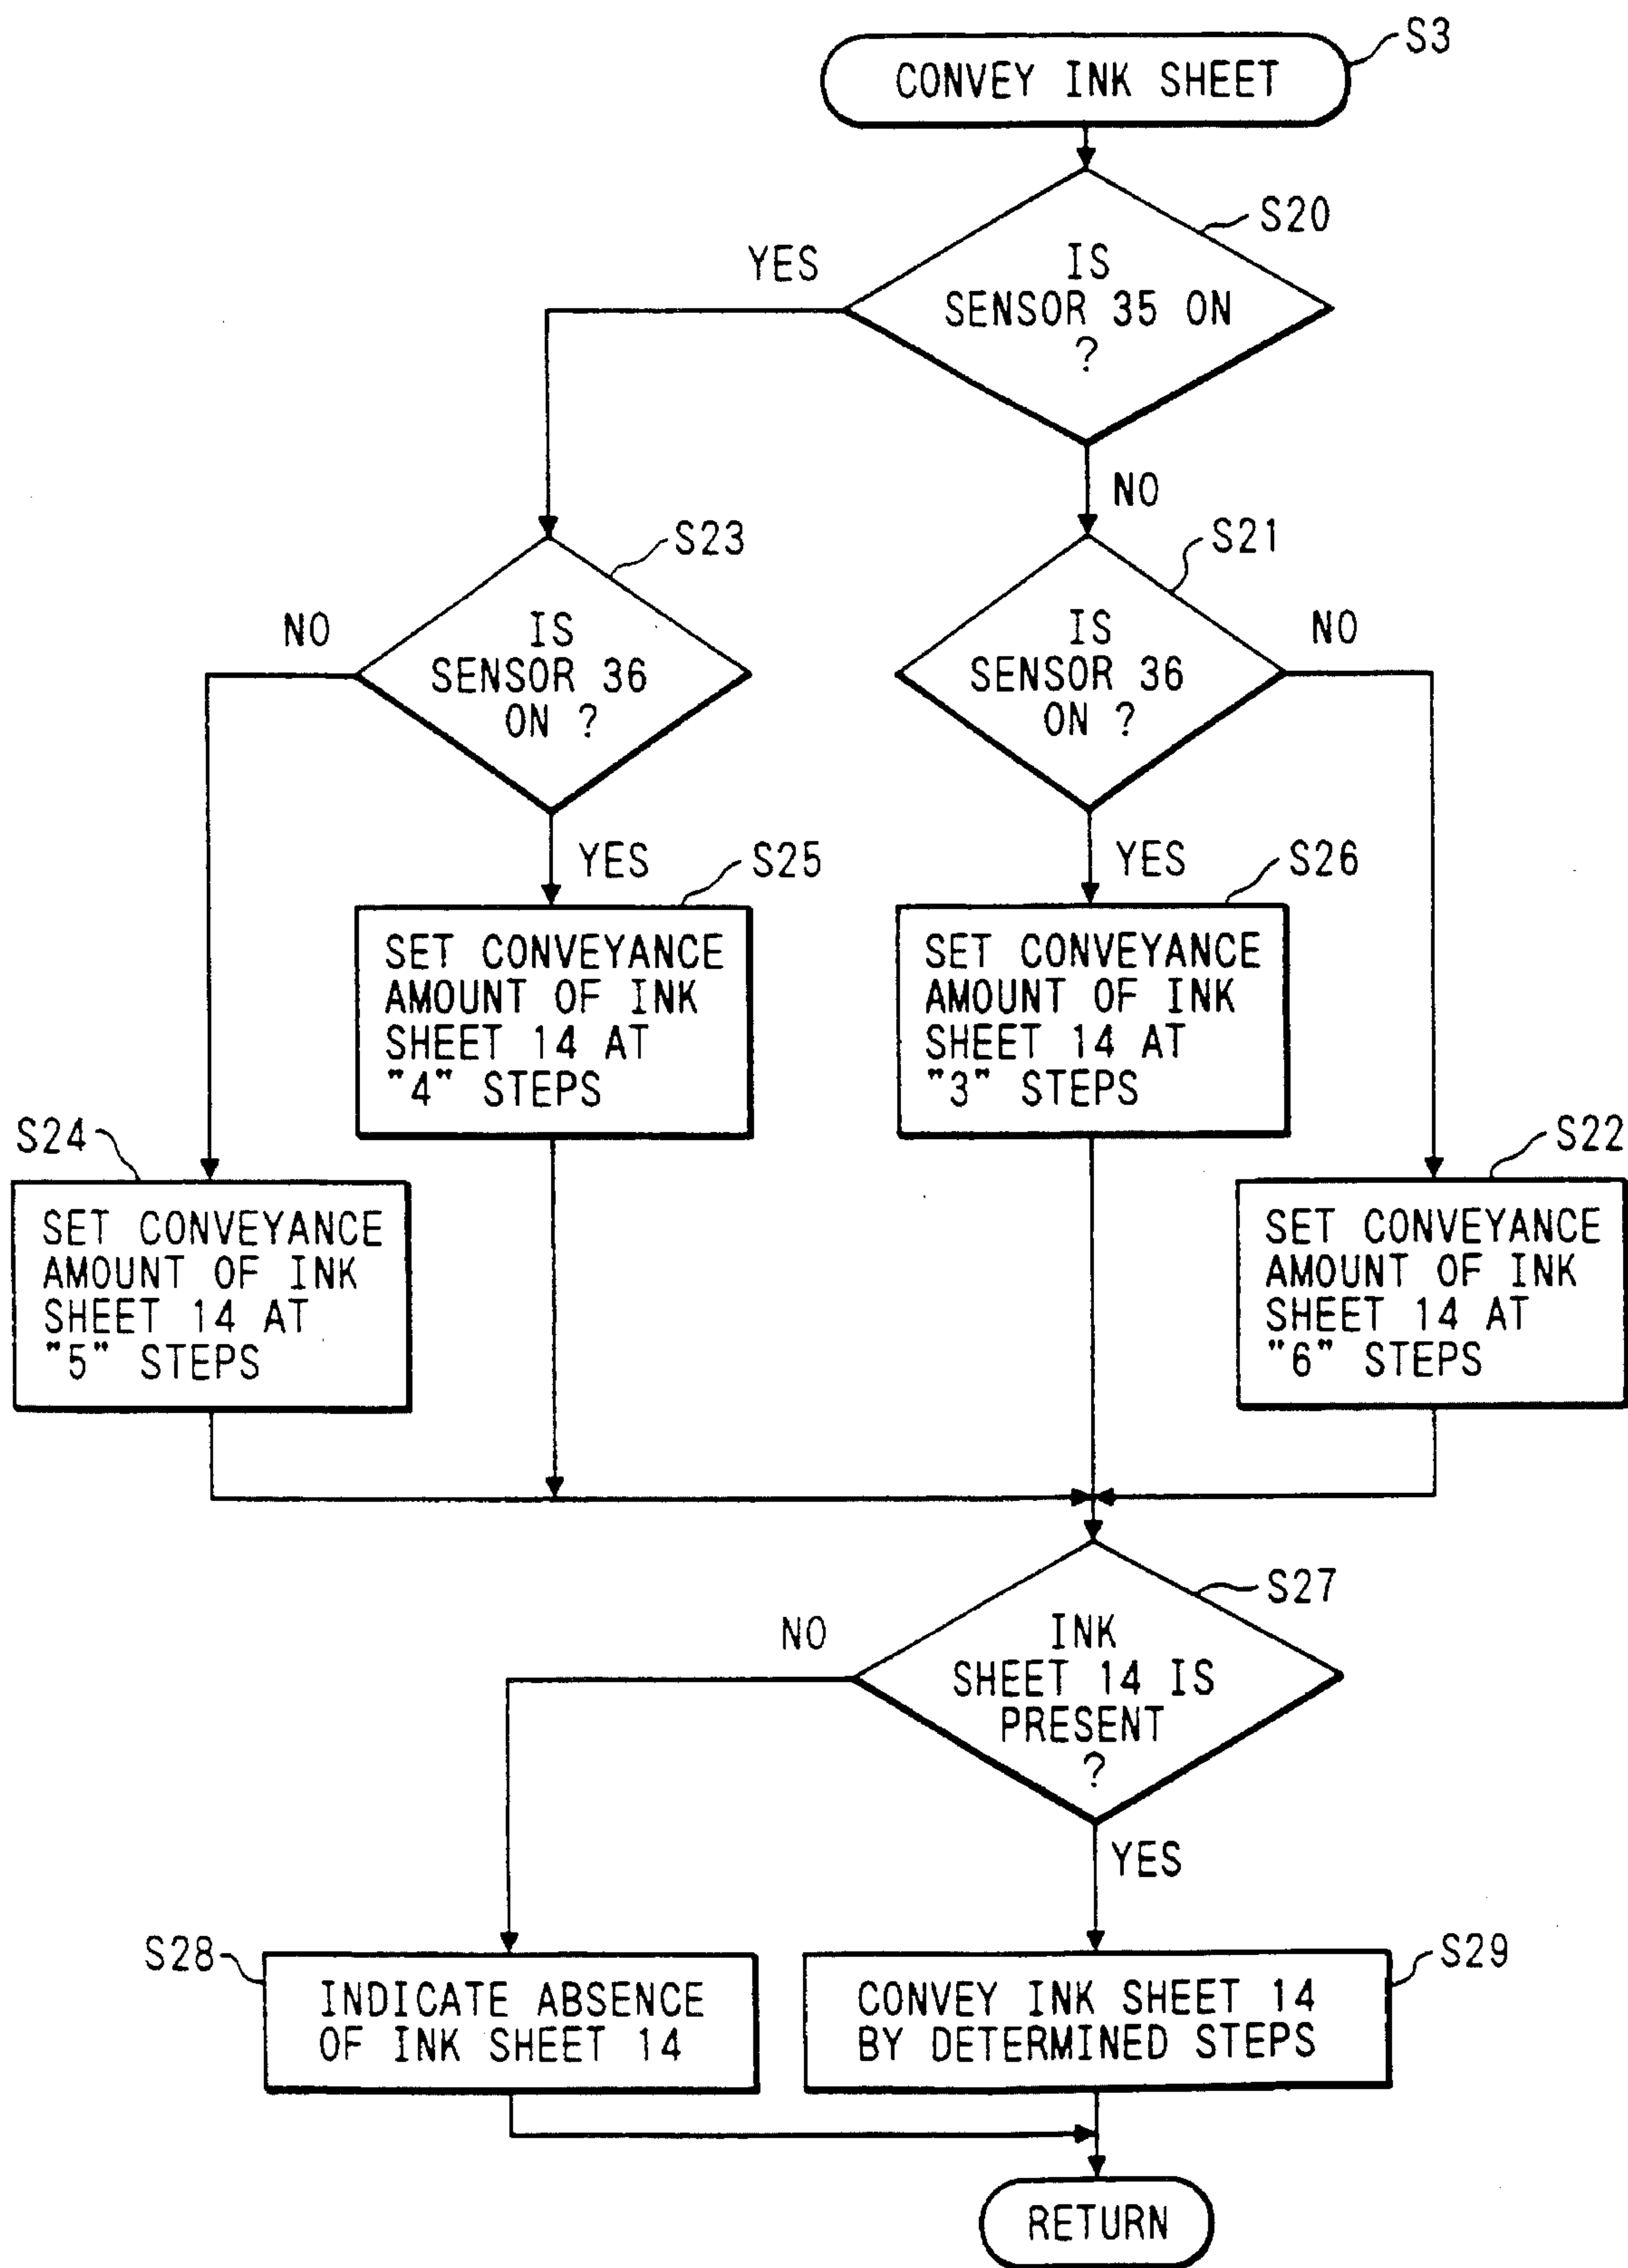 S3
CONVEY INK SHEET
S20
YES
IS
SENSOR 35 ON
?
NO
S23
S21
NO
IS
SENSOR 36
ON ?
IS
SENSOR 36
ON ?
NO
YES
S25
YES
S26
SET CONVEYANCE
AMOUNT OF INK
SHEET 14 AT
"4" STEPS
SET CONVEYANCE
AMOUNT OF INK
SHEET 14 AT
"3" STEPS
S24
S22
SET CONVEYANCE
AMOUNT OF INK
SHEET 14 AT
"5" STEPS
SET CONVEYANCE
AMOUNT OF INK
SHEET 14 AT
"6" STEPS
S27
NO
INK
SHEET 14 IS
PRESENT
?
YES
S28
S29
INDICATE ABSENCE
OF INK SHEET 14
CONVEY INK SHEET 14
BY DETERMINED STEPS
RETURN